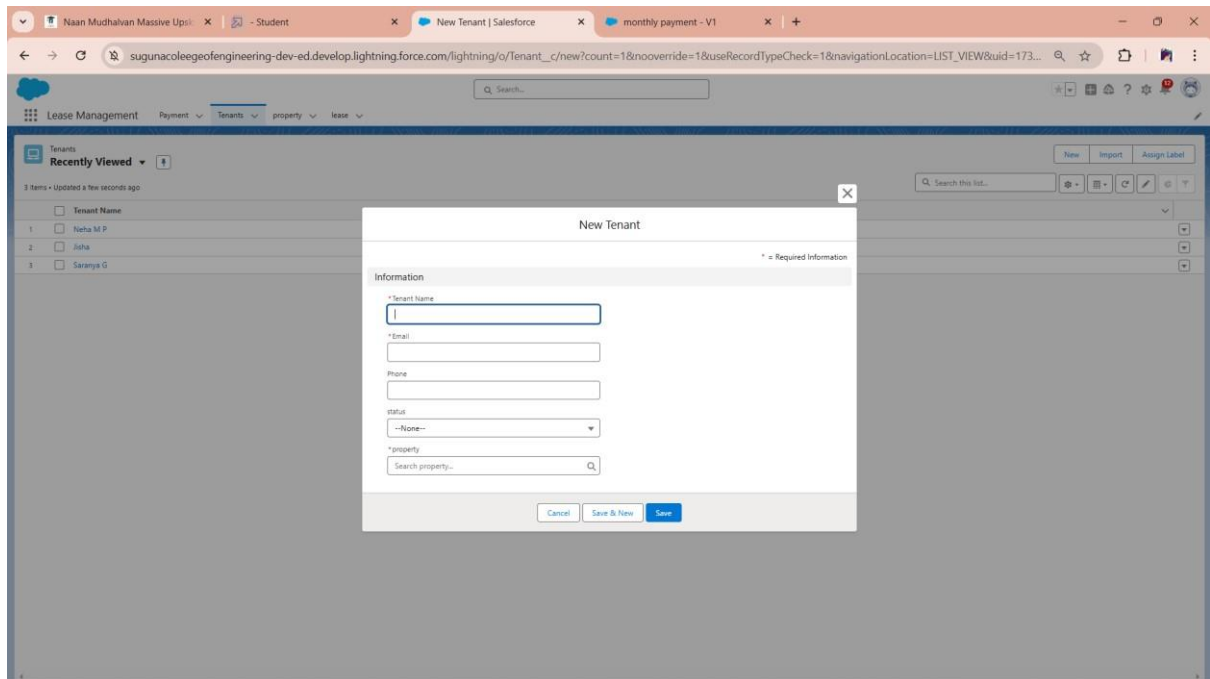 Naan Mudhalvan Massive Upsk
- Student
New Tenant | Salesforce
monthly payment - V1
sugunacoleegeofengineering-dev-ed.develop.lightning.force.com/lightning/o/Tenant__c/new?count=1&nooverride=1&useRecordTypeCheck=1&navigationLocation=LIST_VIEW&uid=173...
Search...
Lease Management Payment Tenants property lease
Tenants
Recently Viewed
New Import Assign Label
3 items • Updated a few seconds ago
Search this list...
Tenant Name
1 Neha M P
2 Jisha
3 Saranya G
New Tenant
* = Required Information
Information
*Tenant Name
*Email
Phone
status
--None--
*property
Search property...
Cancel Save & New Save